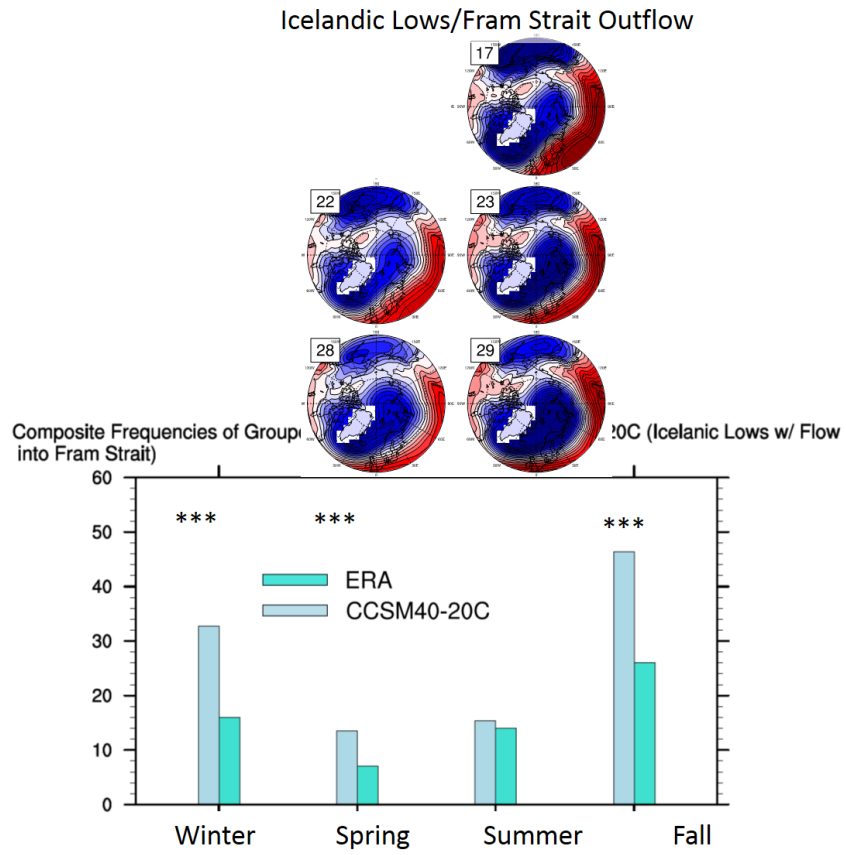 Icelandic Lows/Fram Strait Outflow
17
22
23
28
29
Composite Frequencies of Groupe
20C (Icelanic Lows w/ Flow
into Fram Strait)
60
50
40
30
20
10
0
***
***
***
ERA
CCSM40-20C
Winter
Spring
Summer
Fall